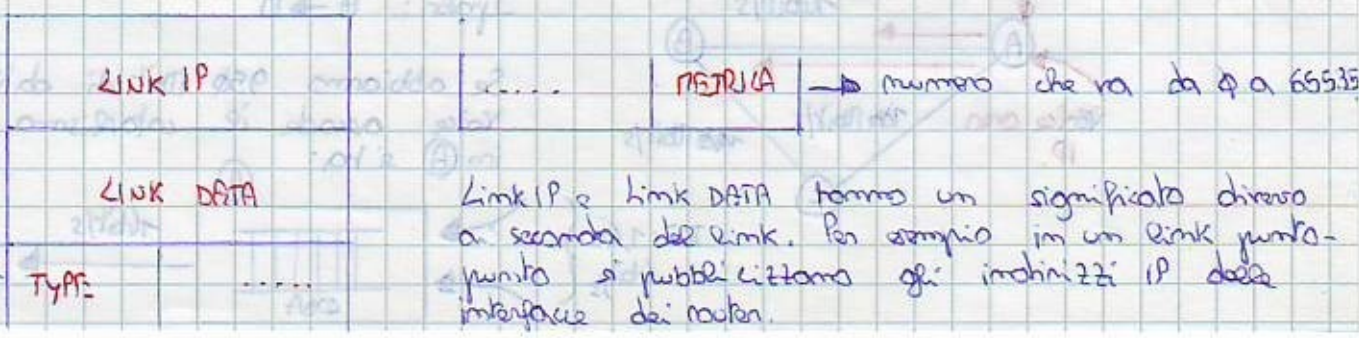 LINK IP
..... METRICA → numero che va da 0 a 65535
LINK DATA
Link IP e Link DATA hanno un significato diverso
a seconda del link. Per esempio in un link punto-
punto si pubblicizzano gli indirizzi IP delle
interfacce dei router.
TYPE .....